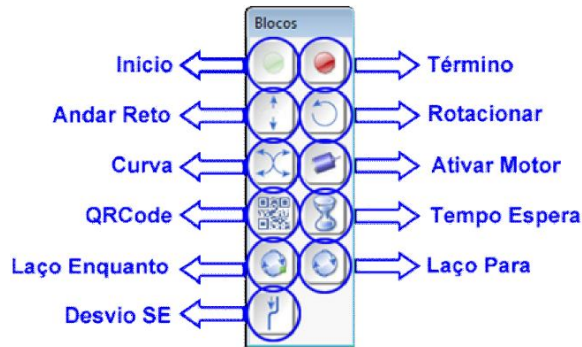 Blocos
Inicio
Término
Andar Reto
Rotacionar
Curva
Ativar Motor
QRCode
Tempo Espera
Laço Enquanto
Laço Para
Desvio SE